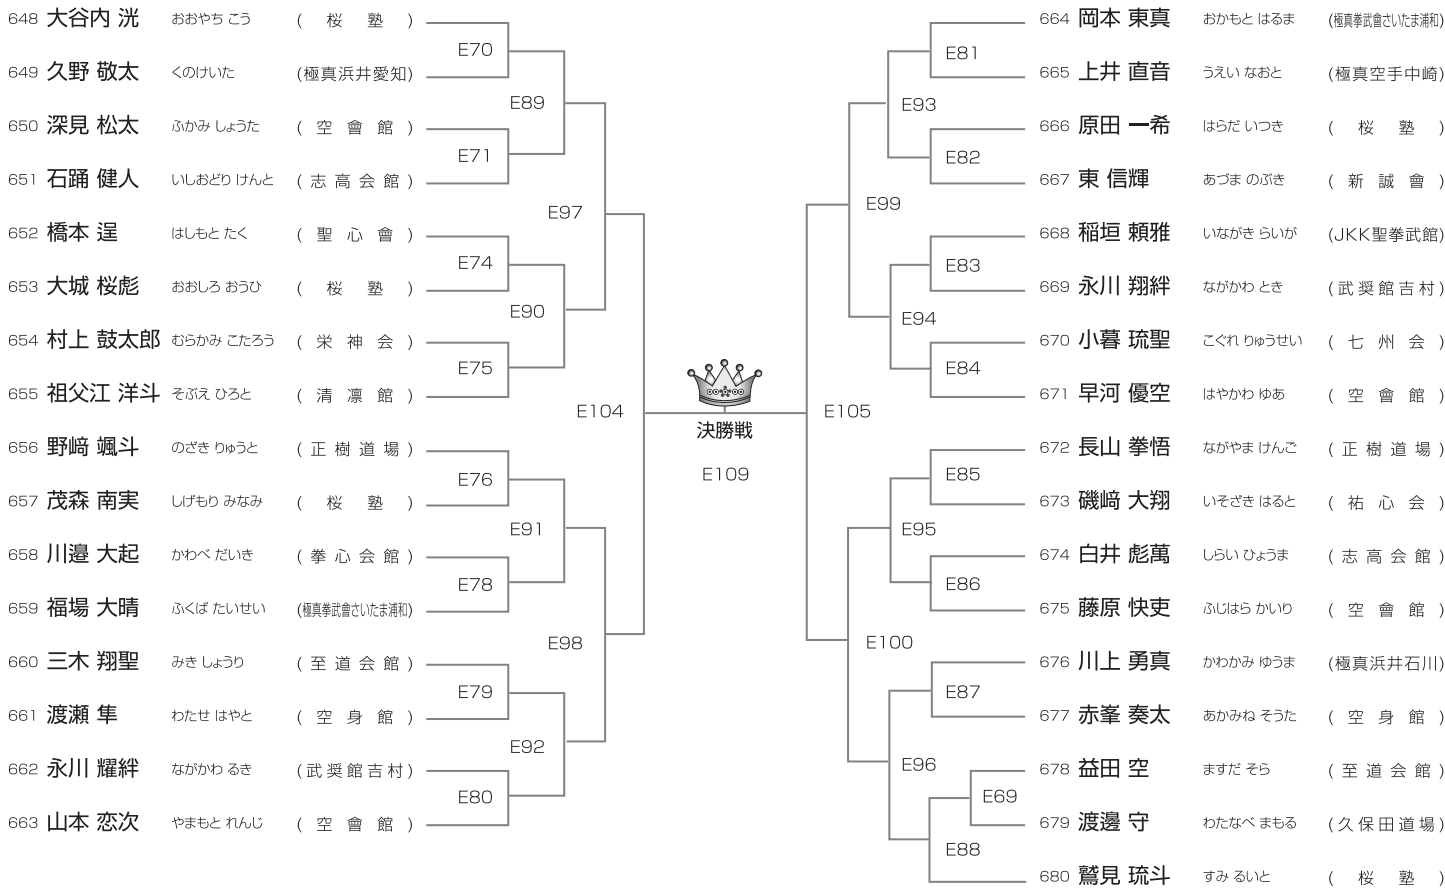 648 大谷内 洸 おおやち こう (桜塾)
649 久野 敬太 くのけいた (極真浜井愛知)
650 深見 松太 ふかみ しょうた (空會館)
651 石踊 健人 いしおどり けんと (志高会館)
652 橋本 逞 はしもと たく (聖心會)
653 大城 桜彪 おおしろ おうひ (桜塾)
654 村上 鼓太郎 むらかみ こたろう (栄神会)
655 祖父江 洋斗 そぶえ ひろと (清凛館)
656 野﨑 颯斗 のざき りゅうと (正樹道場)
657 茂森 南実 しげもり みなみ (桜塾)
658 川邉 大起 かわべ だいき (拳心会館)
659 福場 大晴 ふくば たいせい (極真拳武會さいたま浦和)
660 三木 翔聖 みき しょうり (至道会館)
661 渡瀬 隼 わたせ はやと (空身館)
662 永川 耀絆 ながかわ るき (武奨館吉村)
663 山本 恋次 やまもと れんじ (空會館)
E70
E89
E71
E97
E74
E90
E75
E104
E76
E91
E78
E98
E79
E92
E80
決勝戦
E109
E81
E93
E82
E99
E83
E94
E84
E105
E85
E95
E86
E100
E87
E96
E69
E88
664 岡本 東真 おかもと はるま (極真拳武會さいたま浦和)
665 上井 直音 うえい なおと (極真空手中崎)
666 原田 一希 はらだ いつき (桜塾)
667 東 信輝 あづま のぶき (新誠會)
668 稲垣 頼雅 いながき らいが (JKK聖拳武館)
669 永川 翔絆 ながかわ とき (武奨館吉村)
670 小暮 琉聖 こぐれ りゅうせい (七州会)
671 早河 優空 はやかわ ゆあ (空會館)
672 長山 拳悟 ながやま けんご (正樹道場)
673 磯﨑 大翔 いそざき はると (祐心会)
674 白井 彪萬 しらい ひょうま (志高会館)
675 藤原 快吏 ふじはら かいり (空會館)
676 川上 勇真 かわかみ ゆうま (極真浜井石川)
677 赤峯 奏太 あかみね そうた (空身館)
678 益田 空 ますだ そら (至道会館)
679 渡邊 守 わたなべ まもる (久保田道場)
680 鷲見 琉斗 すみ るいと (桜塾)